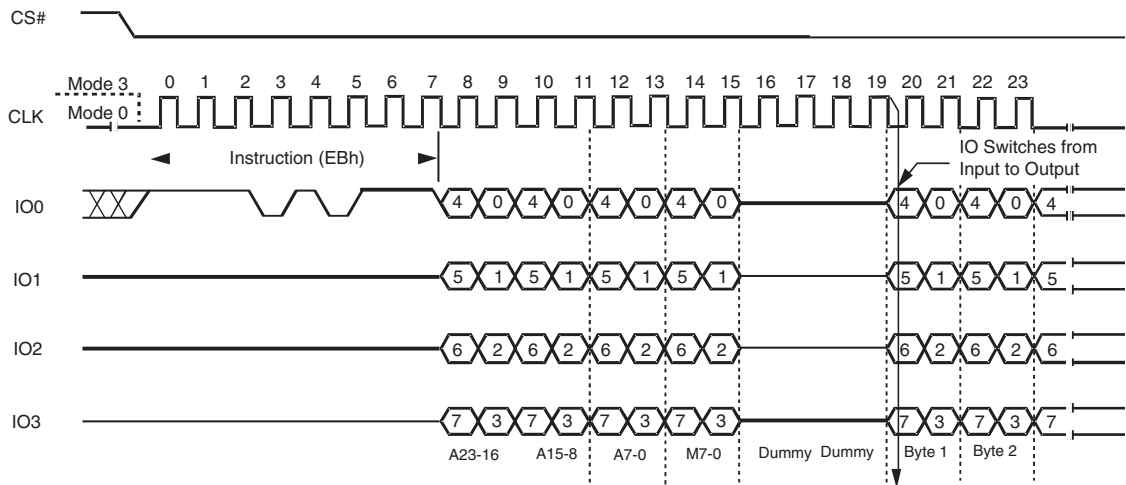 CS#
Mode 3 0 1 2 3 4 5 6 7 8 9 10 11 12 13 14 15 16 17 18 19 20 21 22 23
CLK Mode 0
Instruction (EBh)
IO Switches from
Input to Output
IO0 4 0 4 0 4 0 4 0 4 0 4 0 4
IO1 5 1 5 1 5 1 5 1 5 1 5 1 5
IO2 6 2 6 2 6 2 6 2 6 2 6 2 6
IO3 7 3 7 3 7 3 7 3 7 3 7 3 7
A23-16 A15-8 A7-0 M7-0 Dummy Dummy Byte 1 Byte 2